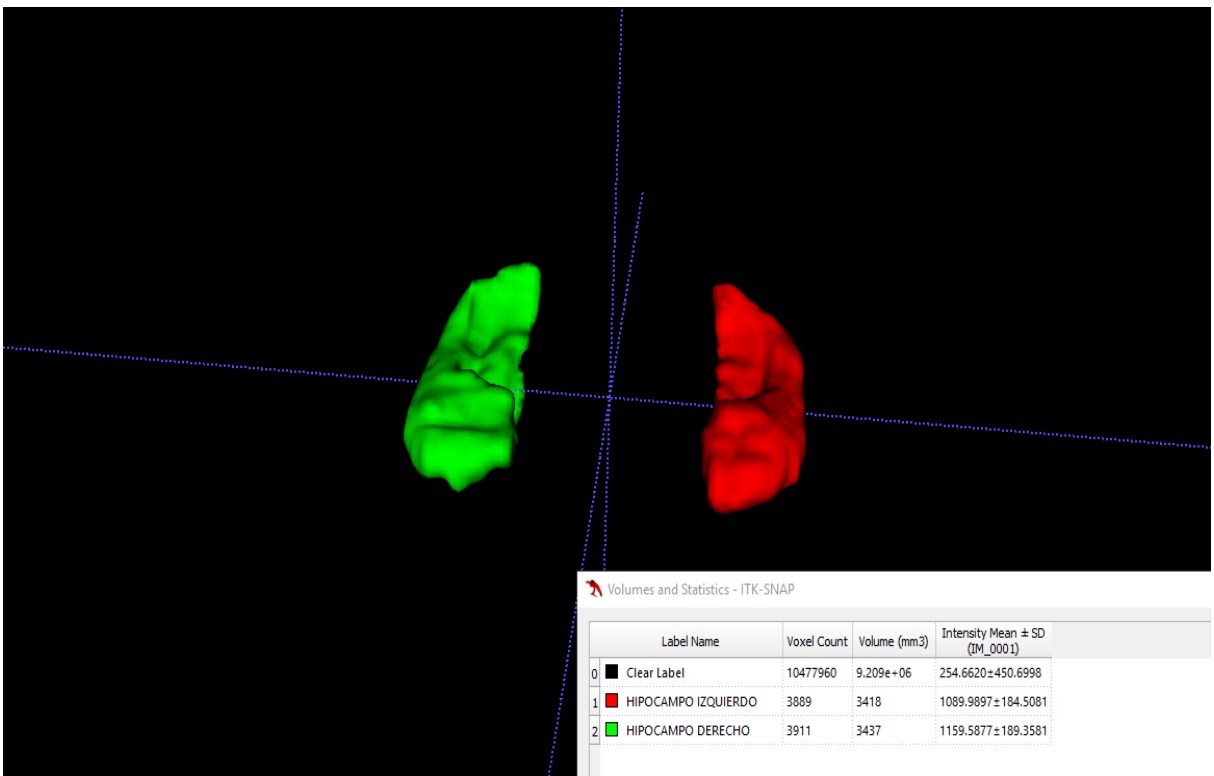 Volumes and Statistics - ITK-SNAP
Label Name Voxel Count Volume (mm3) Intensity Mean ± SD
(IM_0001)
0 Clear Label 10477960 9.209e+06 254.6620±450.6998
1 HIPOCAMPO IZQUIERDO 3889 3418 1089.9897±184.5081
2 HIPOCAMPO DERECHO 3911 3437 1159.5877±189.3581